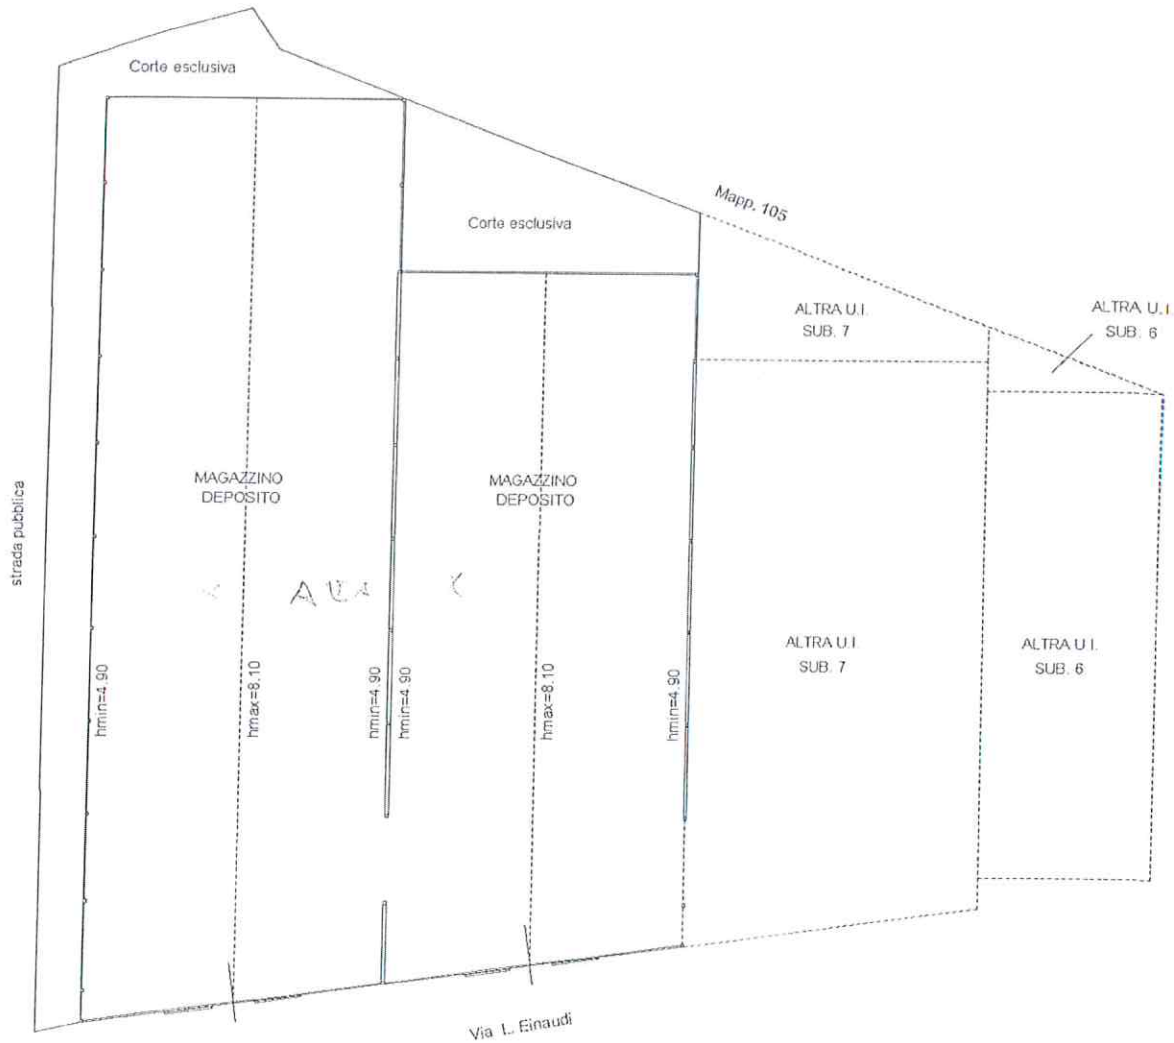 Corte esclusiva
Corte esclusiva
Mapp. 105
ALTRA U.I.
SUB. 7
ALTRA U.I.
SUB. 6
MAGAZZINO
DEPOSITO
MAGAZZINO
DEPOSITO
strada pubblica
ALTRA U.I.
SUB. 7
ALTRA U.I.
SUB. 6
hmin=4.90
hmax=8.10
hmin=4.90
hmin=4.90
hmax=8.10
hmin=4.90
Via L. Einaudi